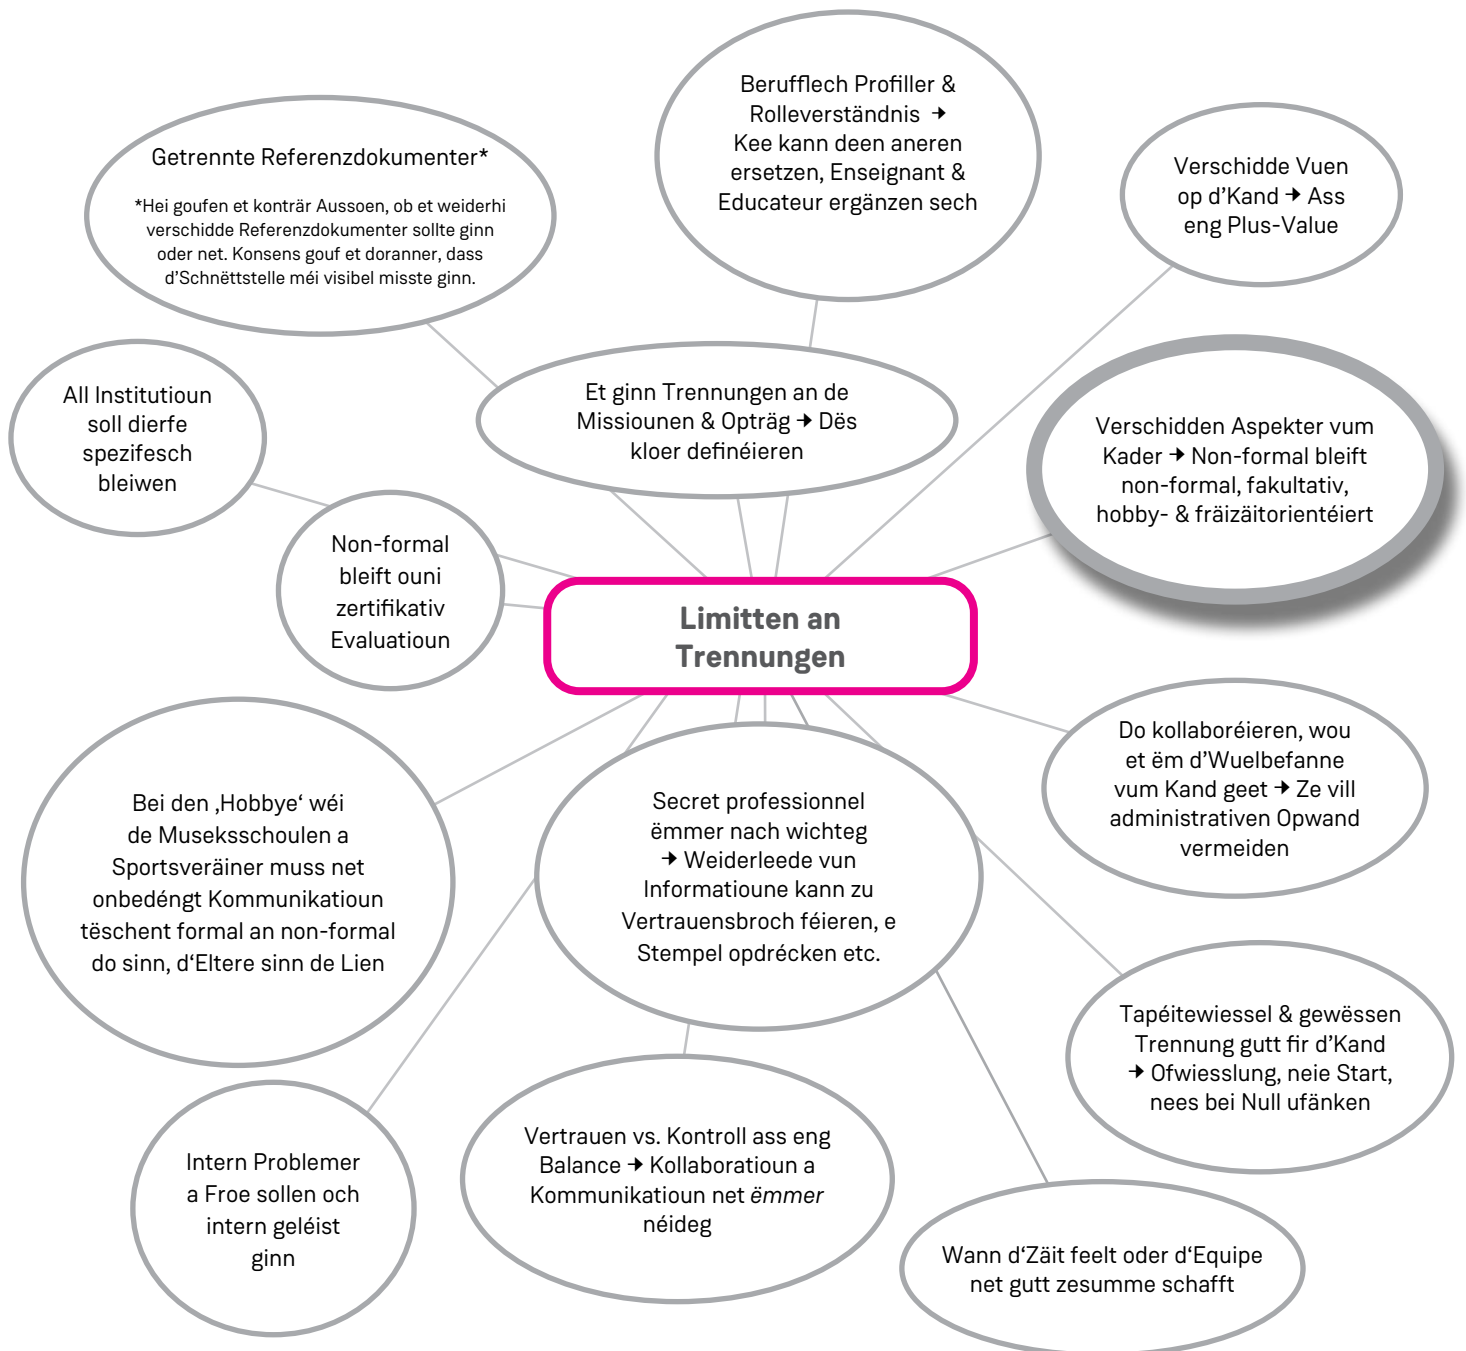 Berufflech Profiller &
Rolleverständnis →
Kee kann deen aneren
ersetzen, Enseignant &
Educateur ergänzen sech
Getrennte Referenzdokumenter*
*Hei goufen et konträr Aussoen, ob et weiderhi
verschidde Referenzdokumenter sollte ginn
oder net. Konsens gouf et doranner, dass
d'Schnëttstelle méi visibel misste ginn.
Verschidde Vuen
op d'Kand → Ass
eng Plus-Value
All Institutioun
soll dierfe
spezifesch
bleiwen
Et ginn Trennungen an de
Missiounen & Opträg → Dës
kloer definéieren
Verschidden Aspekter vum
Kader → Non-formal bleift
non-formal, fakultativ,
hobby- & fräizäitorientéiert
Non-formal
bleift ouni
zertifikativ
Evaluatioun
Limitten an
Trennungen
Do kollaboréieren, wou
et ëm d'Wuelbefanne
vum Kand geet → Ze vill
administrativen Opwand
vermeiden
Bei den ‚Hobbye‘ wéi
de Museksschoulen a
Sportsveräiner muss net
onbedéngt Kommunikatioun
tëschent formal an non-formal
do sinn, d‘Eltere sinn de Lien
Secret professionnel
ëmmer nach wichteg
→ Weiderleede vun
Informatioune kann zu
Vertrauensbroch féieren, e
Stempel opdrécken etc.
Tapéitewiessel & gewëssen
Trennung gutt fir d'Kand
→ Ofwiesslung, neie Start,
nees bei Null ufänken
Intern Problemer
a Froe sollen och
intern geléist
ginn
Vertrauen vs. Kontroll ass eng
Balance → Kollaboratioun a
Kommunikatioun net ëmmer
néideg
Wann d‘Zäit feelt oder d‘Equipe
net gutt zesumme schafft